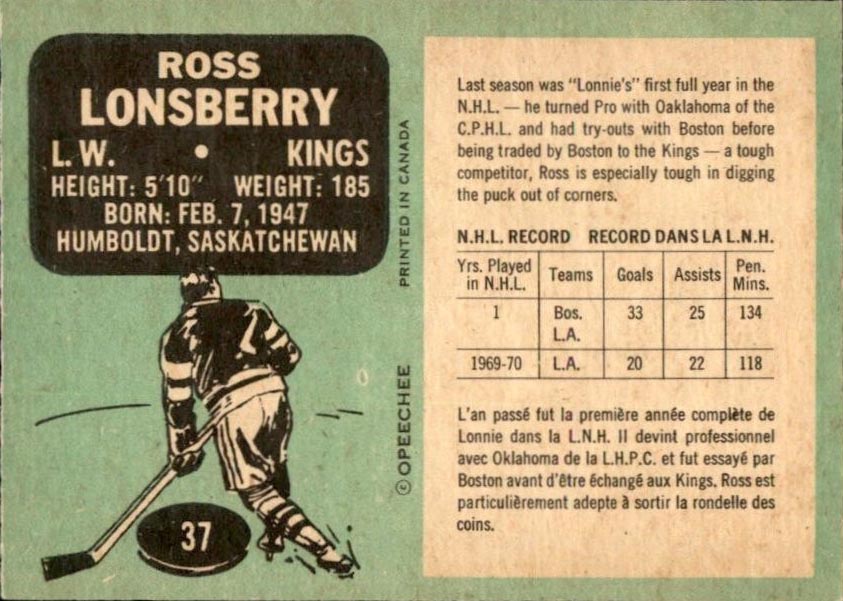 ROSS
LONSBERRY
L.W. • KINGS
HEIGHT: 5'10" WEIGHT: 185
BORN: FEB. 7, 1947
HUMBOLDT, SASKATCHEWAN
37
PRINTED IN CANADA
© OPEECHEE
Last season was "Lonnie's" first full year in the
N.H.L. — he turned Pro with Oaklahoma of the
C.P.H.L. and had try-outs with Boston before
being traded by Boston to the Kings — a tough
competitor, Ross is especially tough in digging
the puck out of corners.
N.H.L. RECORD RECORD DANS LA L.N.H.
Yrs. Played in N.H.L. Teams Goals Assists Pen. Mins.
1 Bos. L.A. 33 25 134
1969-70 L.A. 20 22 118
L'an passé fut la première année complète de
Lonnie dans la L.N.H. Il devint professionnel
avec Oklahoma de la L.H.P.C. et fut essayé par
Boston avant d'être échangé aux Kings. Ross est
particulièrement adepte à sortir la rondelle des
coins.